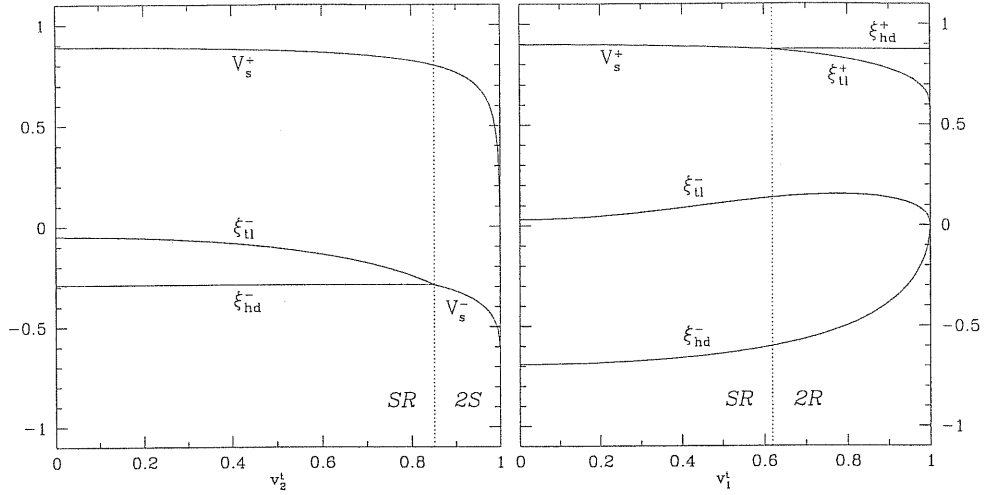 1
0.5
0
−0.5
−1
V_s^+
ξ_tl^-
ξ_hd^-
V_s^-
SR 2S
0 0.2 0.4 0.6 0.8 1
v_2^t
ξ_hd^+
V_s^+
ξ_tl^+
ξ_tl^-
ξ_hd^-
SR 2R
0 0.2 0.4 0.6 0.8 1
v_1^t
1
0.5
0
−0.5
−1